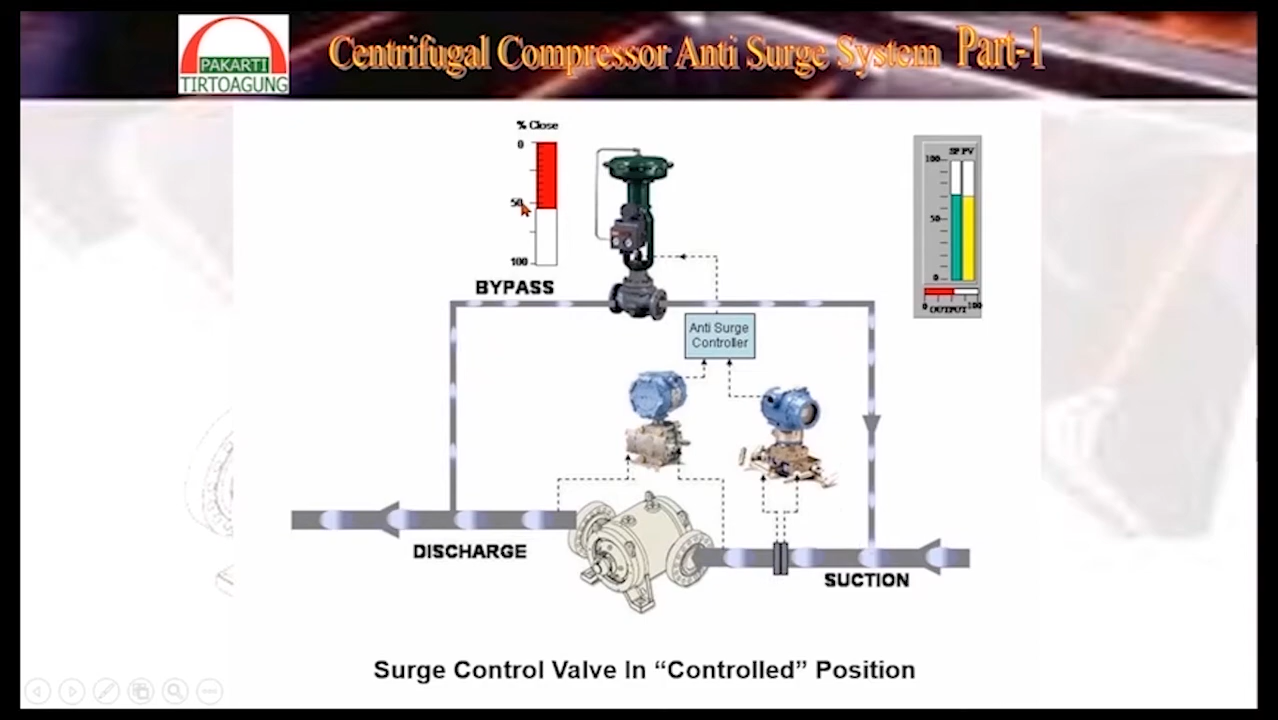 PAKARTI
TIRTOAGUNG
Centrifugal Compressor Anti Surge System Part-1
% Close
0
50
100
BYPASS
SP PV
100
50
0
0 100
OUTPUT
Anti Surge
Controller
DISCHARGE
SUCTION
Surge Control Valve In “Controlled” Position